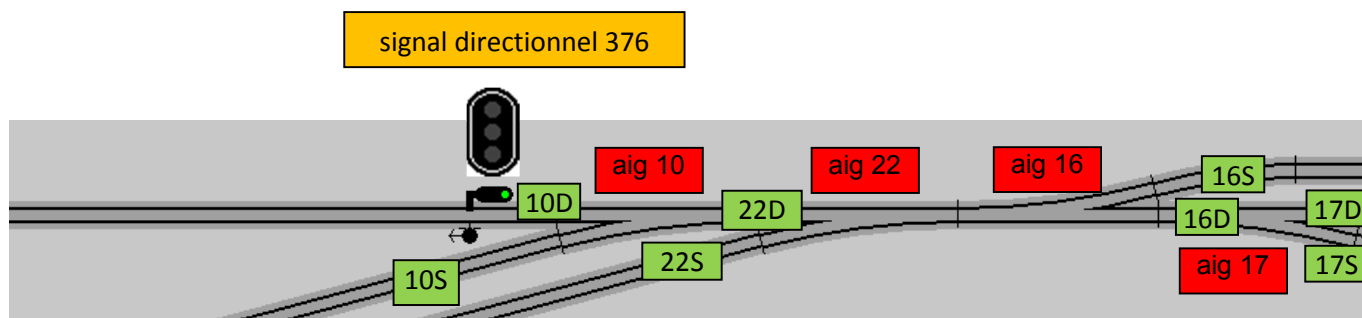 signal directionnel 376
aig 10
aig 22
aig 16
16S
10D
22D
16D
17D
22S
10S
aig 17
17S